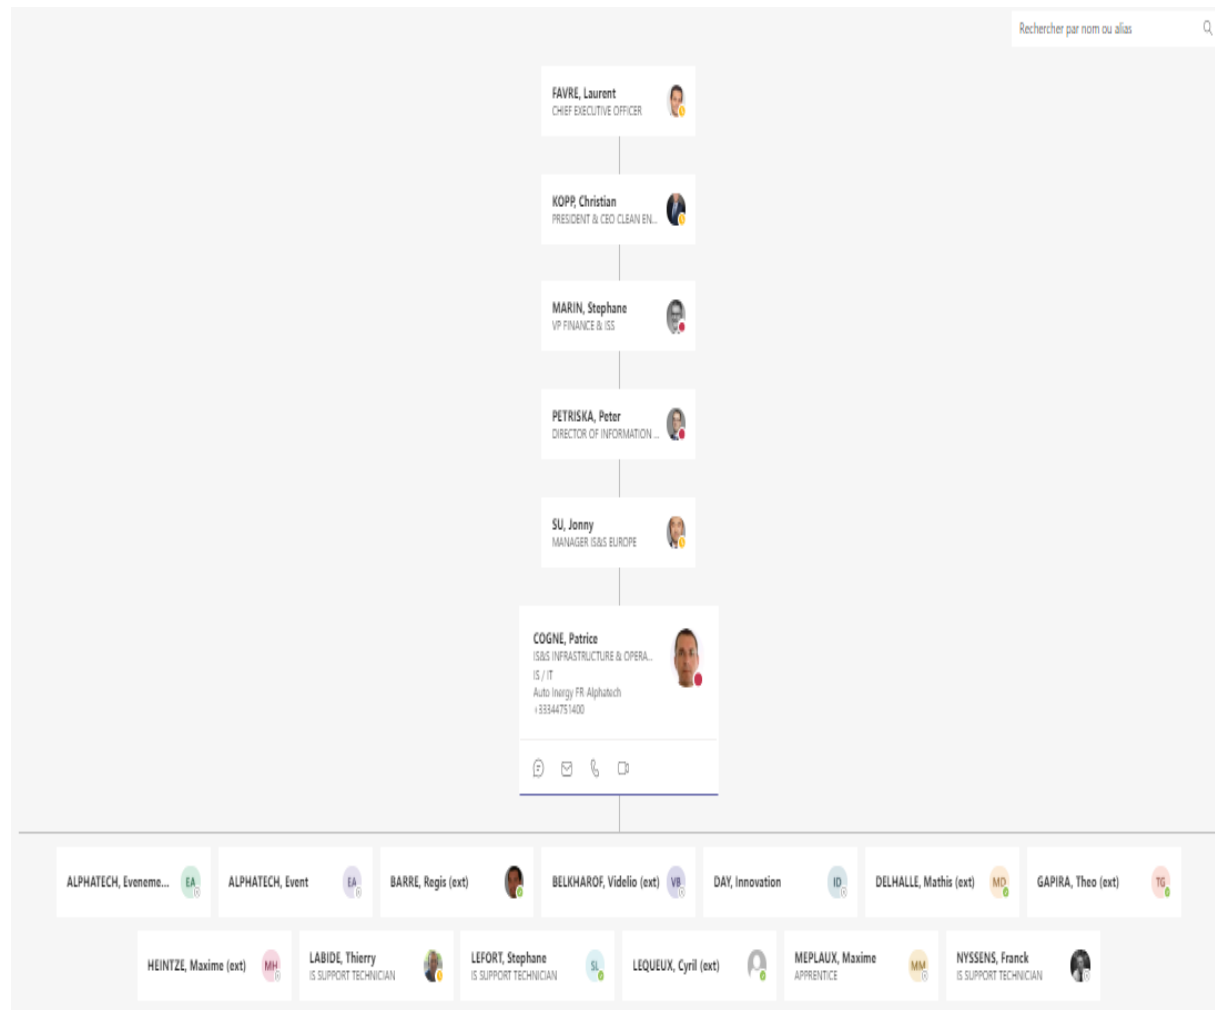 Rechercher par nom ou alias
FAVRE, Laurent
CHIEF EXECUTIVE OFFICER
KOPP, Christian
PRESIDENT & CEO CLEAN EN...
MARIN, Stephane
VP FINANCE & ISS
PETRISKA, Peter
DIRECTOR OF INFORMATION ...
SU, Jonny
MANAGER IS&S EUROPE
COGNE, Patrice
IS&S INFRASTRUCTURE & OPERA...
IS / IT
Auto Inergy FR Alphatech
+33344751400
ALPHATECH, Eveneme... EA
ALPHATECH, Event EA
BARRE, Regis (ext)
BELKHAROF, Videlio (ext) VB
DAY, Innovation ID
DELHALLE, Mathis (ext) MD
GAPIRA, Theo (ext) TG
HEINTZE, Maxime (ext) MH
LABIDE, Thierry
IS SUPPORT TECHNICIAN
LEFORT, Stephane SL
IS SUPPORT TECHNICIAN
LEQUEUX, Cyril (ext)
MEPLAUX, Maxime MM
APPRENTICE
NYSSENS, Franck
IS SUPPORT TECHNICIAN